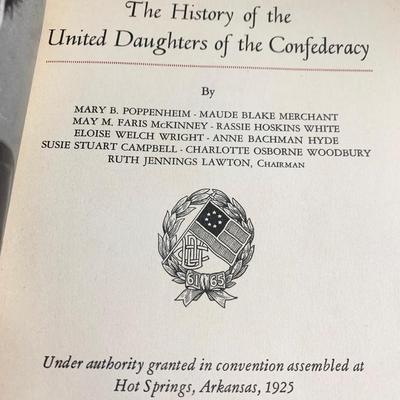 The History of the
United Daughters of the Confederacy
By
MARY B. POPPENHEIM · MAUDE BLAKE MERCHANT
MAY M. FARIS McKINNEY · RASSIE HOSKINS WHITE
ELOISE WELCH WRIGHT · ANNE BACHMAN HYDE
SUSIE STUART CAMPBELL · CHARLOTTE OSBORNE WOODBURY
RUTH JENNINGS LAWTON, CHAIRMAN
UDC
61 65
Under authority granted in convention assembled at
Hot Springs, Arkansas, 1925